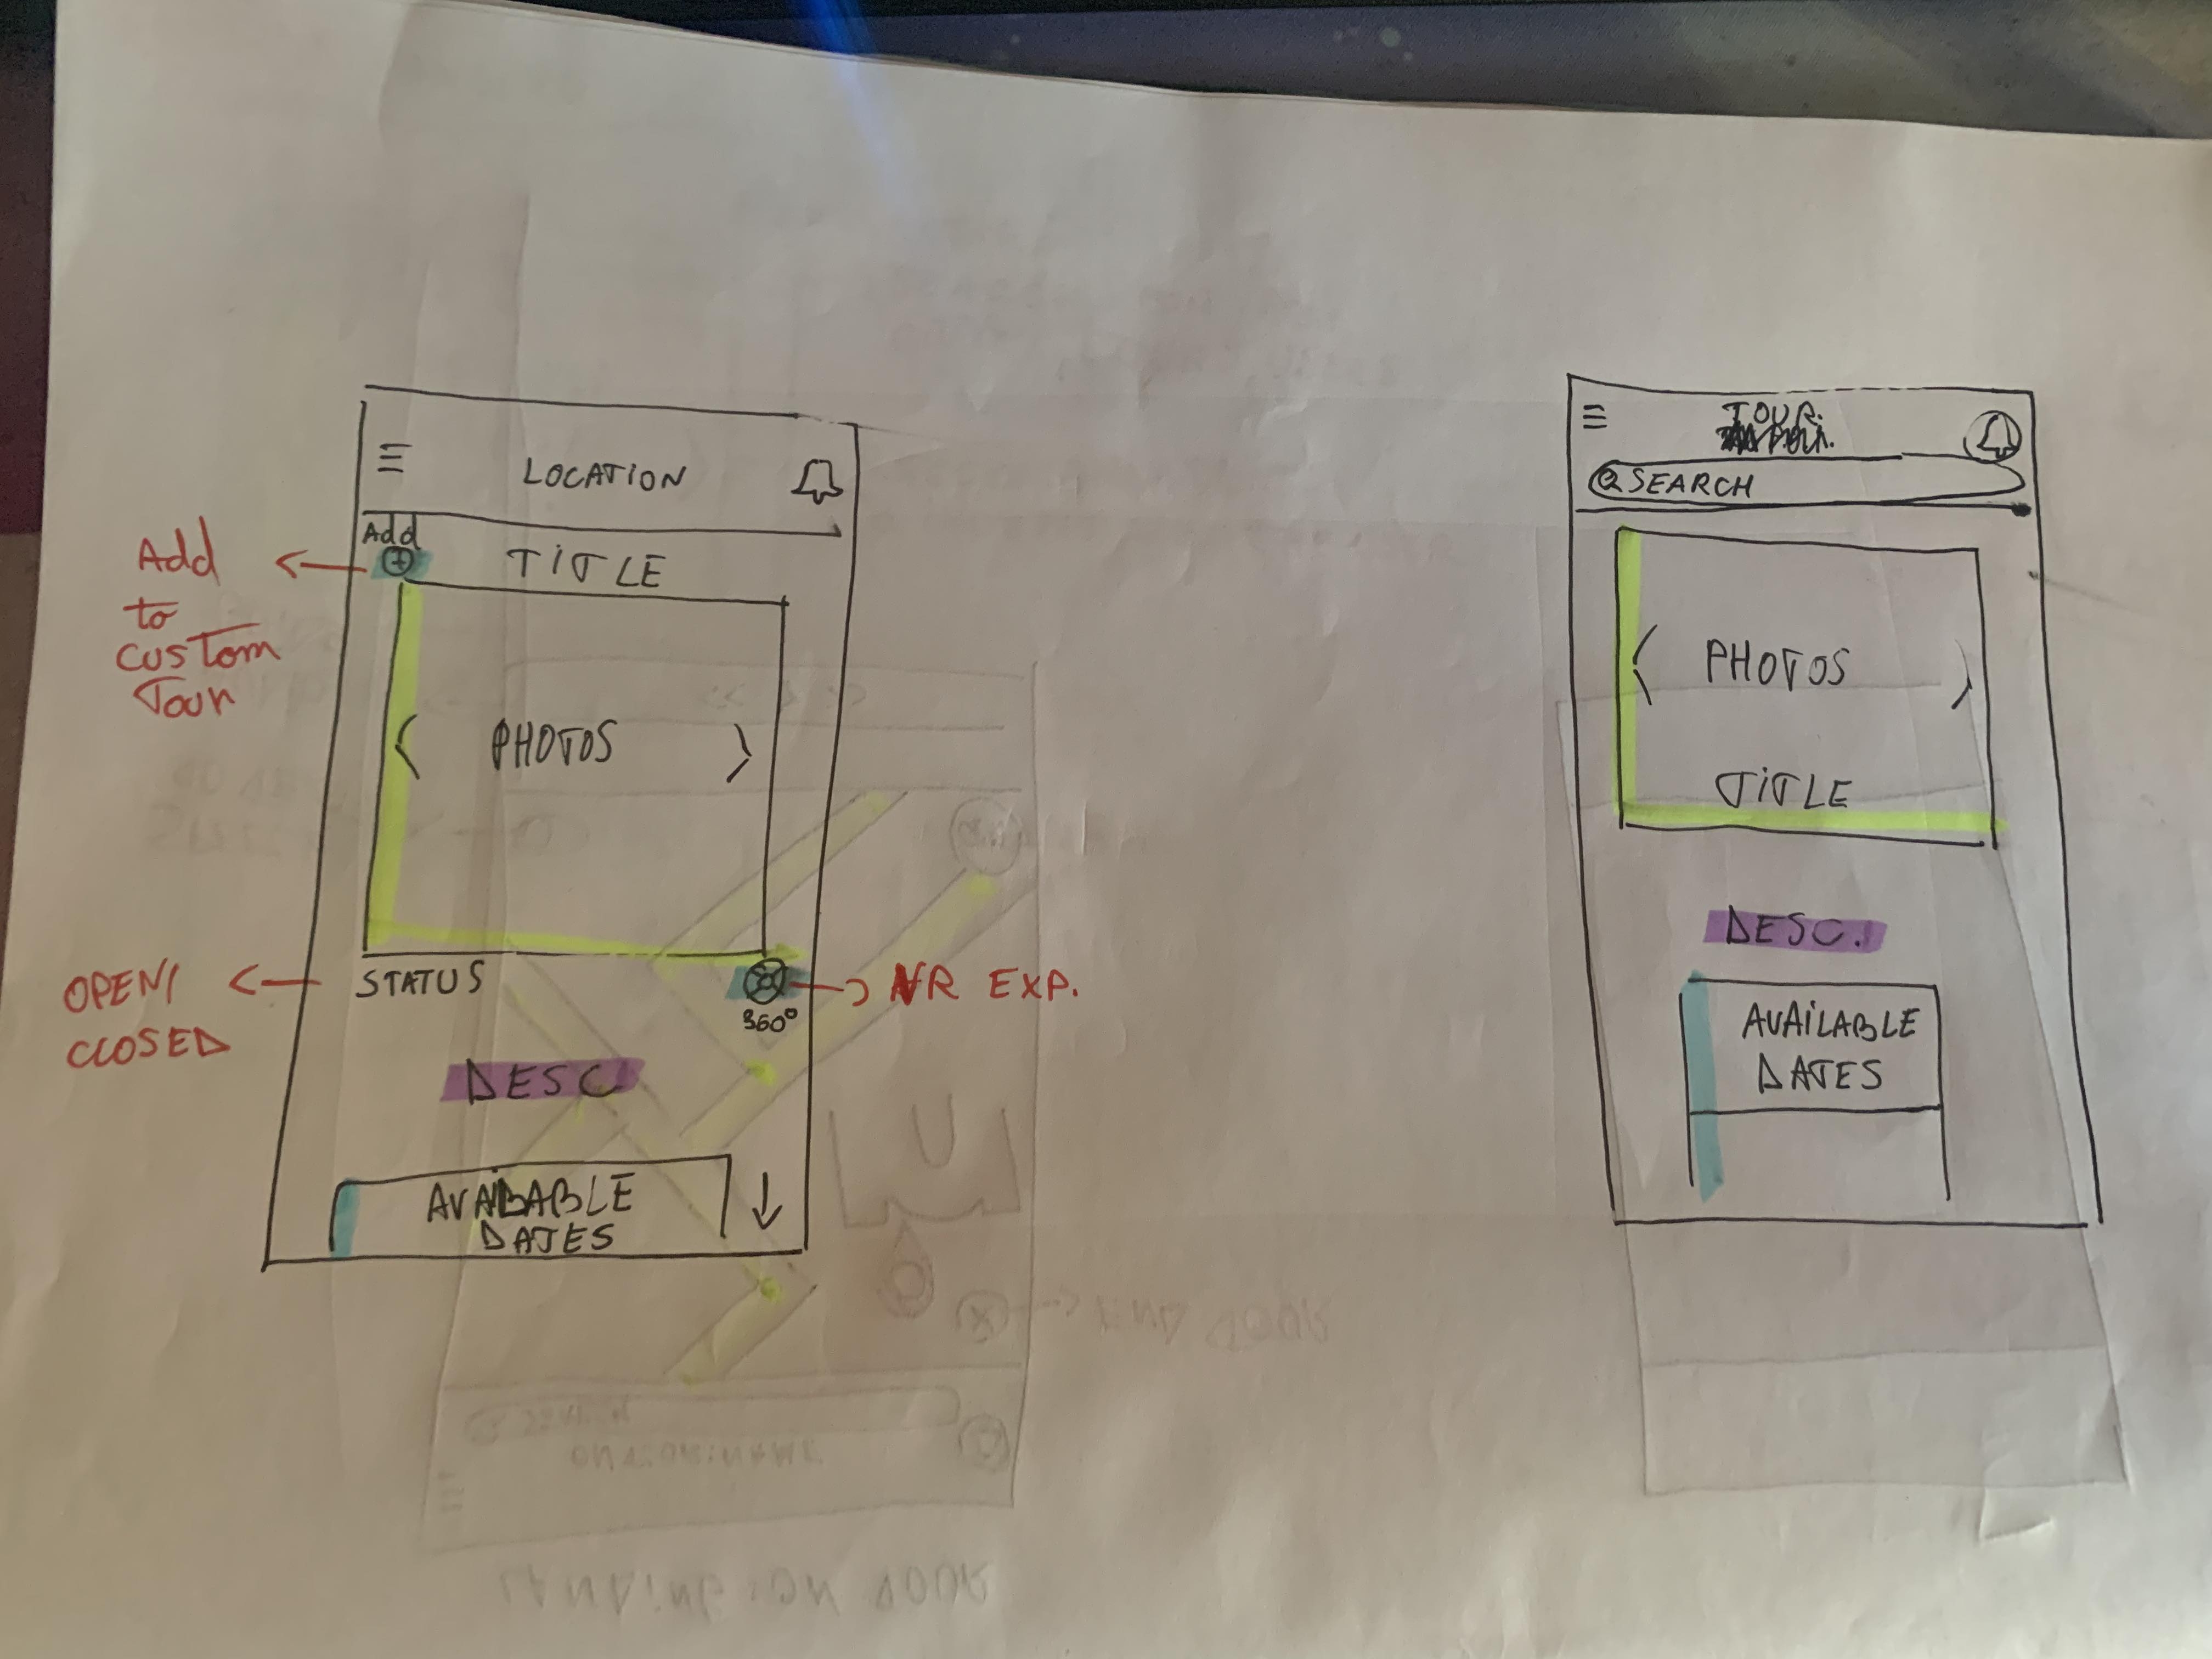 LOCATION
Add
TITLE
PHOTOS
STATUS
360°
DESC
AVAILABLE
DATES
Add
to
custom
Tour
OPEN/
CLOSED
VR EXP.
TOUR.
SEARCH
PHOTOS
TITLE
DESC.
AVAILABLE
DATES